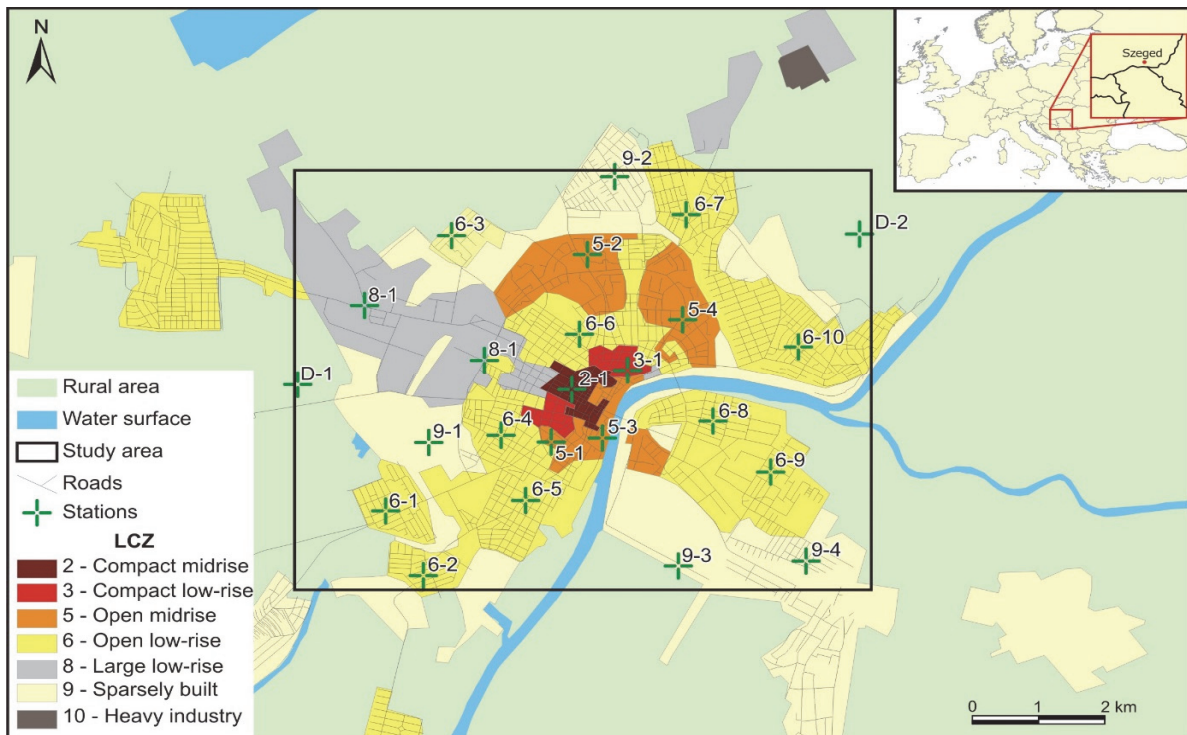 N
Szeged
9-2
6-7
6-3
D-2
5-2
8-1
5-4
6-6
6-10
8-1
3-1
D-1
2-1
6-8
6-4
5-3
9-1
5-1
6-9
6-5
6-1
9-3
9-4
6-2
Rural area
Water surface
Study area
Roads
Stations
LCZ
2 - Compact midrise
3 - Compact low-rise
5 - Open midrise
6 - Open low-rise
8 - Large low-rise
9 - Sparsely built
10 - Heavy industry
0 1 2 km